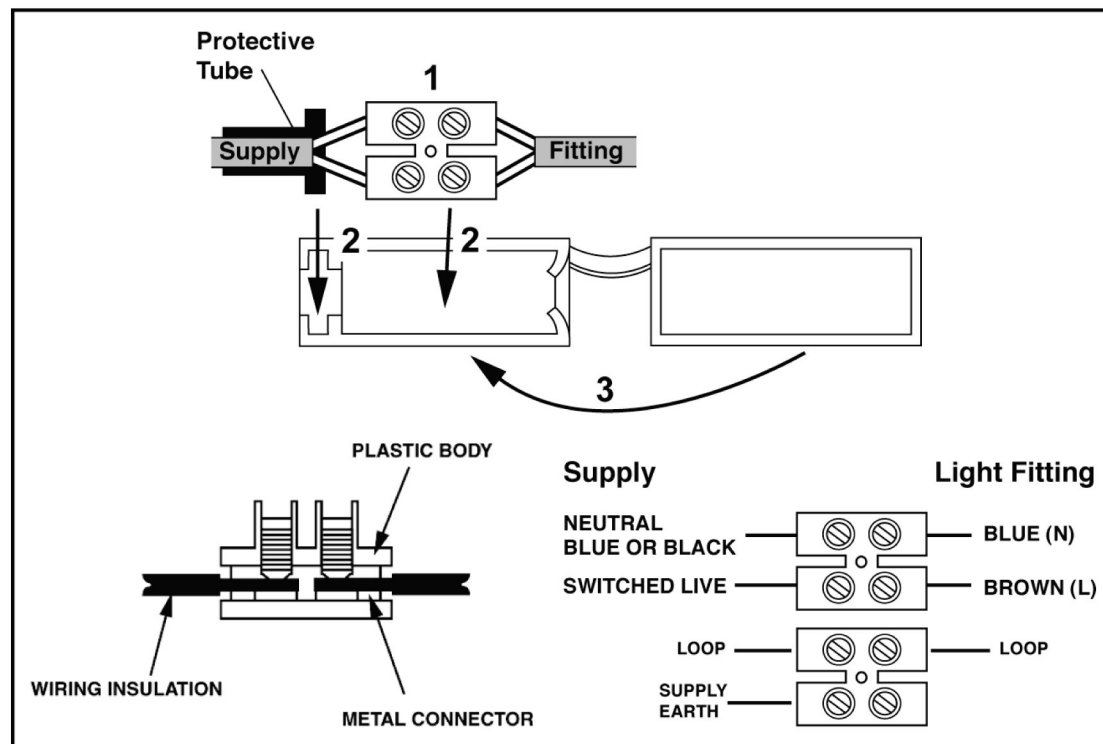 Protective
Tube
1
Supply
Fitting
2
2
3
PLASTIC BODY
WIRING INSULATION
METAL CONNECTOR
Supply
Light Fitting
NEUTRAL
BLUE OR BLACK
BLUE (N)
SWITCHED LIVE
BROWN (L)
LOOP
LOOP
SUPPLY
EARTH